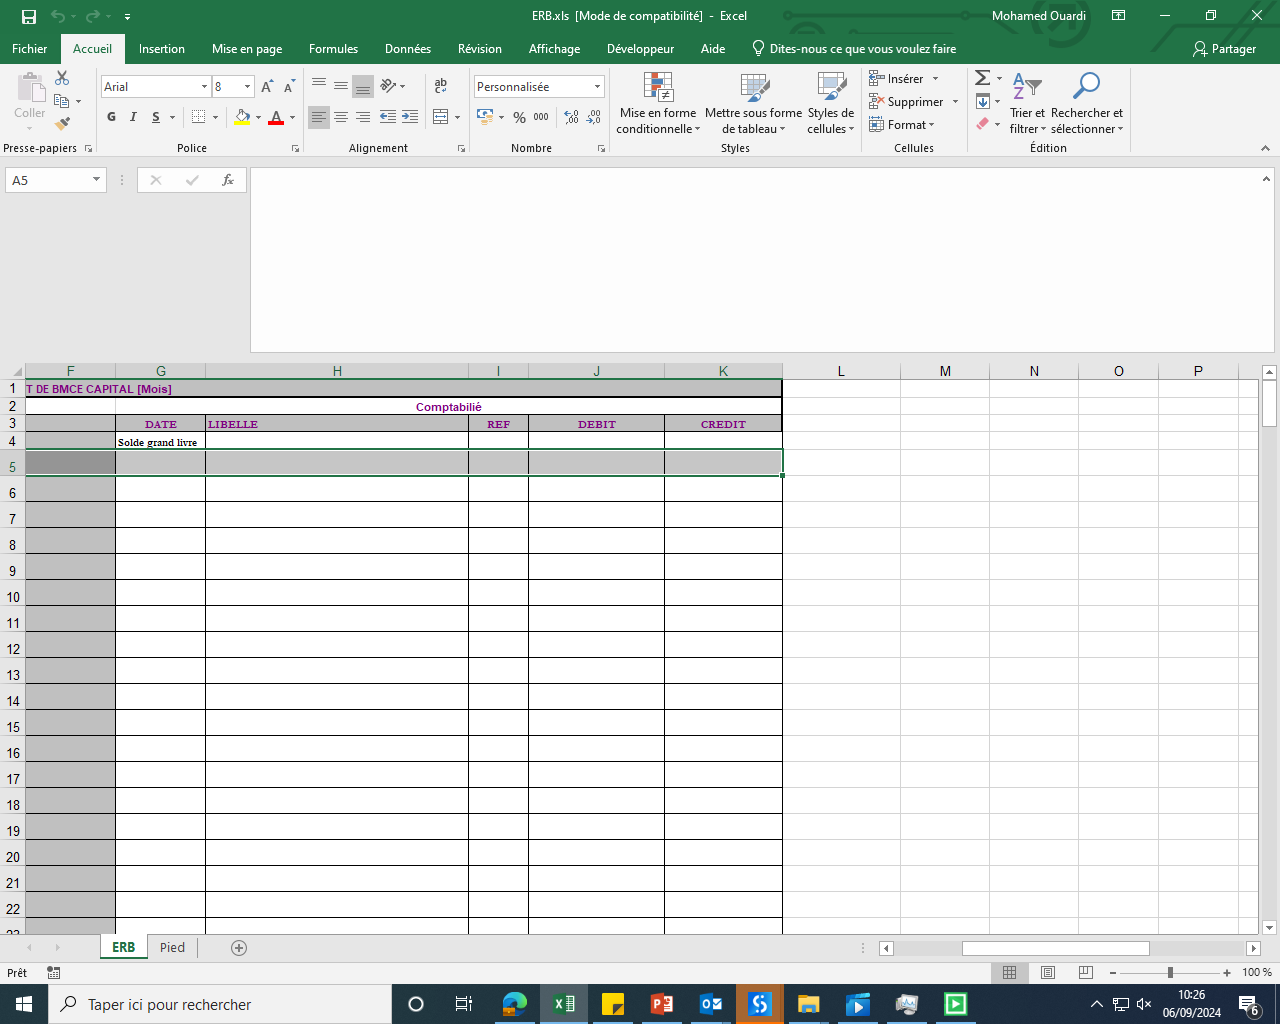 ERB.xls  [Mode de compatibilité]  -  Excel
Mohamed Ouardi
Fichier
Accueil
Insertion
Mise en page
Formules
Données
Révision
Affichage
Développeur
Aide
Dites-nous ce que vous voulez faire
Partager
Coller
Presse-papiers
Arial
8
G
I
S
Police
ab
Alignement
Personnalisée
%
000
Nombre
Mise en forme
conditionnelle
Mettre sous forme
de tableau
Styles de
cellules
Styles
Insérer
Supprimer
Format
Cellules
Trier et
filtrer
Rechercher et
sélectionner
Édition
A5
fx
F G H I J K L M N O P
1 T DE BMCE CAPITAL [Mois]
2 Comptabilié
3 DATE LIBELLE REF DEBIT CREDIT
4 Solde grand livre
5
6
7
8
9
10
11
12
13
14
15
16
17
18
19
20
21
22
23
ERB
Pied
Prêt
100 %
Taper ici pour rechercher
10:26
06/09/2024
6